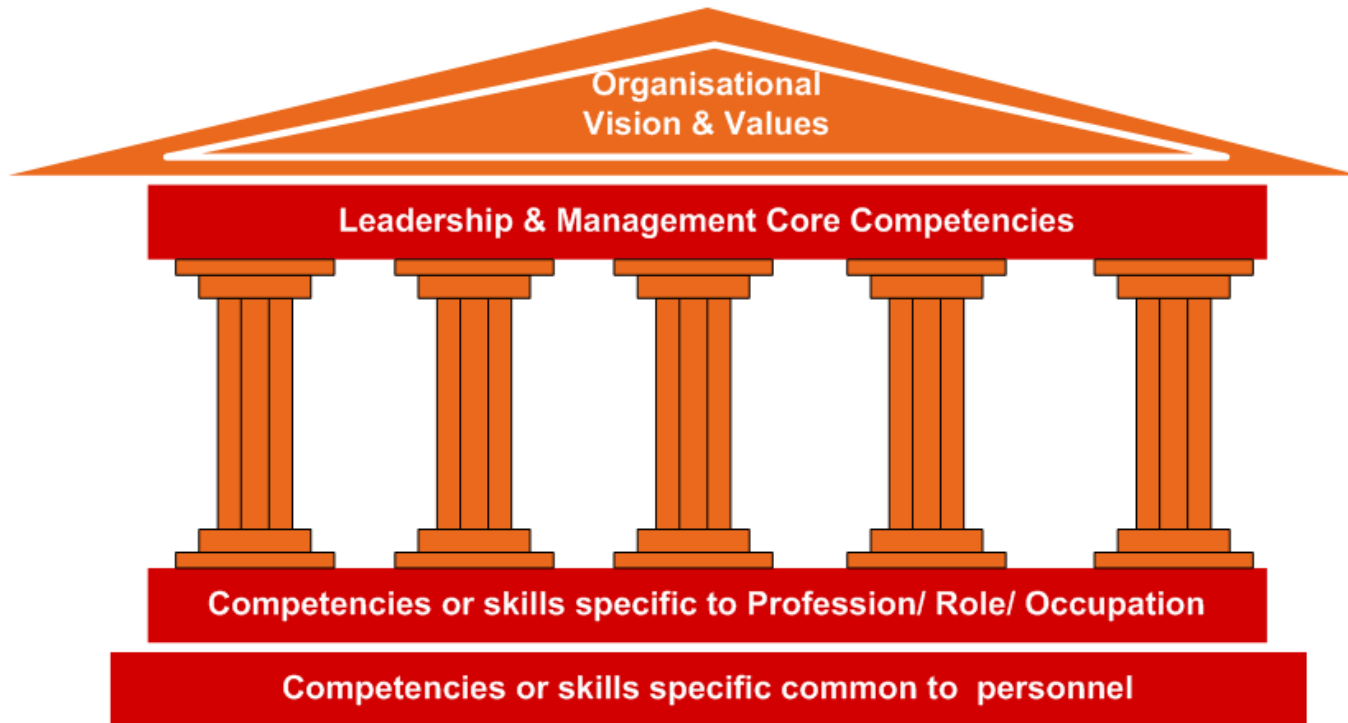 Organisational
Vision & Values
Leadership & Management Core Competencies
Competencies or skills specific to Profession/ Role/ Occupation
Competencies or skills specific common to  personnel